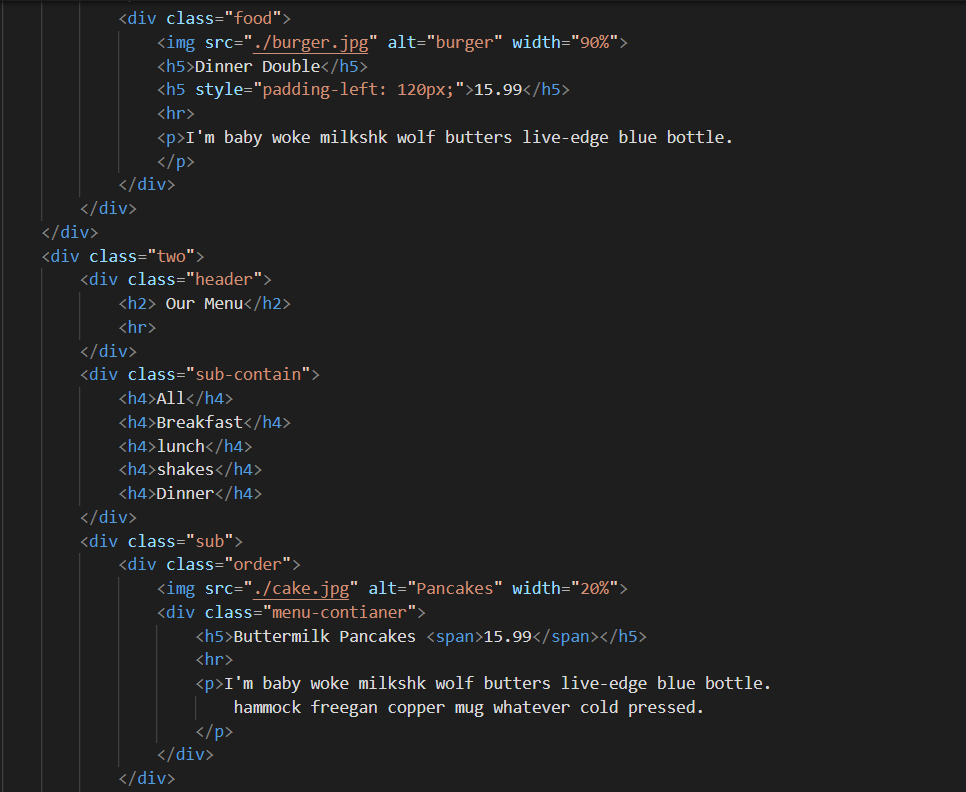 <div class="food">
<img src="./burger.jpg" alt="burger" width="90%">
<h5>Dinner Double</h5>
<h5 style="padding-left: 120px;">15.99</h5>
<hr>
<p>I'm baby woke milkshk wolf butters live-edge blue bottle.
</p>
</div>
</div>
</div>
<div class="two">
<div class="header">
<h2> Our Menu</h2>
<hr>
</div>
<div class="sub-contain">
<h4>All</h4>
<h4>Breakfast</h4>
<h4>lunch</h4>
<h4>shakes</h4>
<h4>Dinner</h4>
</div>
<div class="sub">
<div class="order">
<img src="./cake.jpg" alt="Pancakes" width="20%">
<div class="menu-contianer">
<h5>Buttermilk Pancakes <span>15.99</span></h5>
<hr>
<p>I'm baby woke milkshk wolf butters live-edge blue bottle.
hammock freegan copper mug whatever cold pressed.
</p>
</div>
</div>